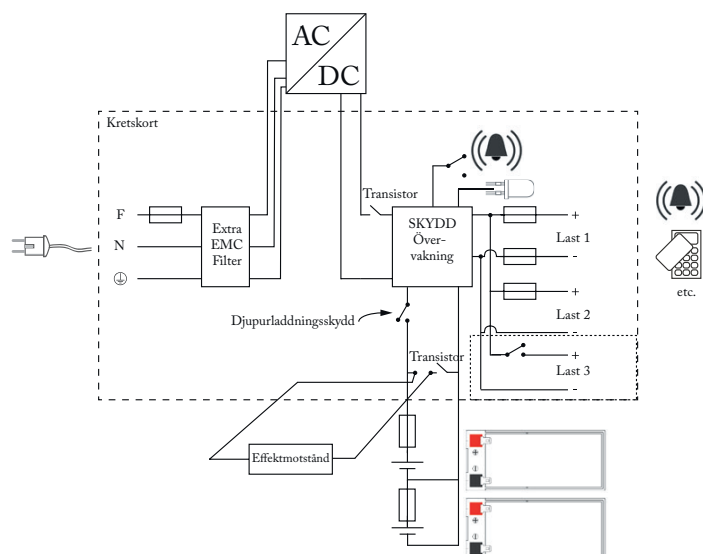 AC
DC
Kretskort
Transistor
F
N
Extra
EMC
Filter
SKYDD
Över-
vakning
+
Last 1
-
+
Last 2
-
+
Last 3
-
etc.
Djupurladdningsskydd
Transistor
Effektmotstånd